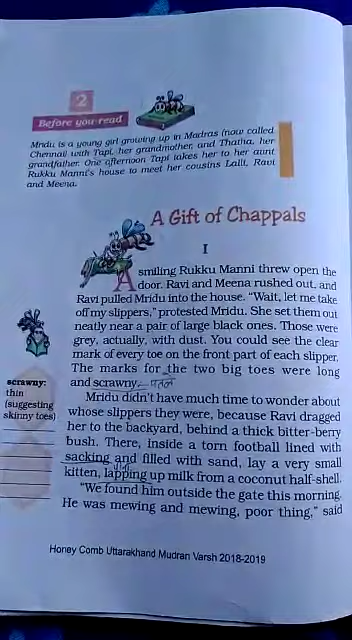 2
Before you read
Mridu is a young girl growing up in Madras (now called
Chennai) with Tapi, her grandmother, and Thatha, her
grandfather. One afternoon Tapi takes her to her aunt
Rukku Manni's house to meet her cousins Lalit, Ravi
and Meena.
A Gift of Chappals
I
A smiling Rukku Manni threw open the
door. Ravi and Meena rushed out, and
Ravi pulled Mridu into the house. "Wait, let me take
off my slippers," protested Mridu. She set them out
neatly near a pair of large black ones. Those were
grey, actually, with dust. You could see the clear
mark of every toe on the front part of each slipper.
The marks for the two big toes were long
and scrawny. पतले
scrawny:
thin
(suggesting
skinny toes)
Mridu didn't have much time to wonder about
whose slippers they were, because Ravi dragged
her to the backyard, behind a thick bitter-berry
bush. There, inside a torn football lined with
sacking and filled with sand, lay a very small
kitten, lapping up milk from a coconut half-shell.
"We found him outside the gate this morning.
He was mewing and mewing, poor thing," said
Honey Comb Uttarakhand Mudran Varsh 2018-2019